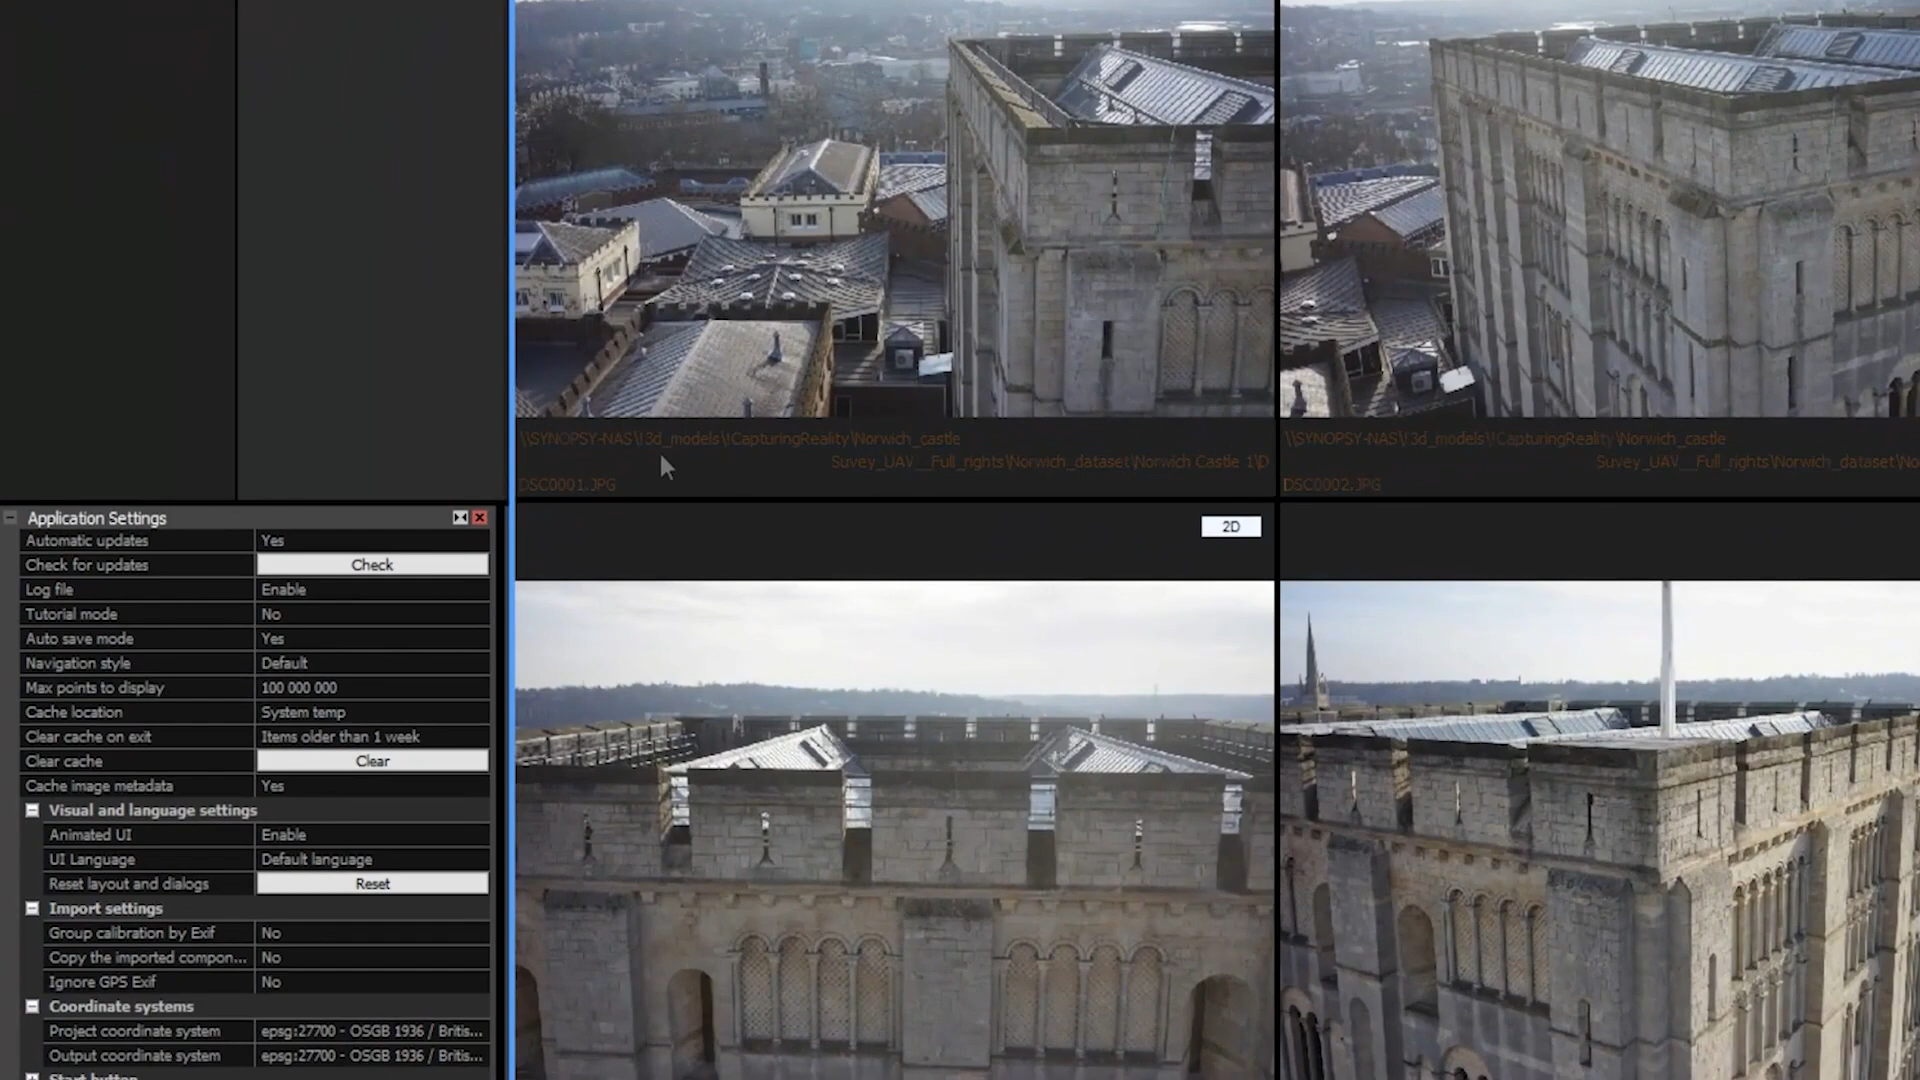 \\SYNOPSY-NAS\!3d_models\!CapturingReality\Norwich_castle
Suvey_UAV__Full_rights\Norwich_dataset\Norwich Castle 1\D
DSC0001.JPG
\\SYNOPSY-NAS\!3d_models\!CapturingReality\Norwich_castle
Suvey_UAV__Full_rights\Norwich_dataset\No
DSC0002.JPG
2D
Application Settings
Automatic updates Yes
Check for updates Check
Log file Enable
Tutorial mode No
Auto save mode Yes
Navigation style Default
Max points to display 100 000 000
Cache location System temp
Clear cache on exit Items older than 1 week
Clear cache Clear
Cache image metadata Yes
Visual and language settings
Animated UI Enable
UI Language Default language
Reset layout and dialogs Reset
Import settings
Group calibration by Exif No
Copy the imported compon... No
Ignore GPS Exif No
Coordinate systems
Project coordinate system epsg:27700 - OSGB 1936 / Britis...
Output coordinate system epsg:27700 - OSGB 1936 / Britis...
Start button